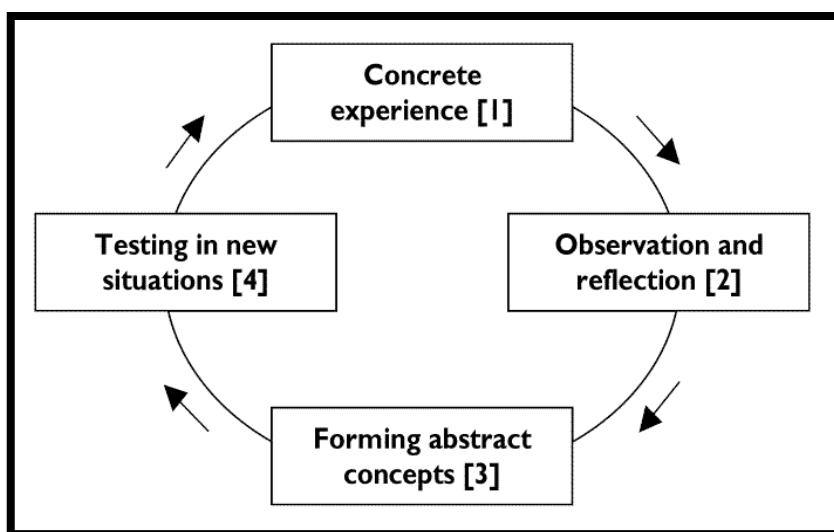 Concrete
experience [1]
Testing in new
situations [4]
Observation and
reflection [2]
Forming abstract
concepts [3]